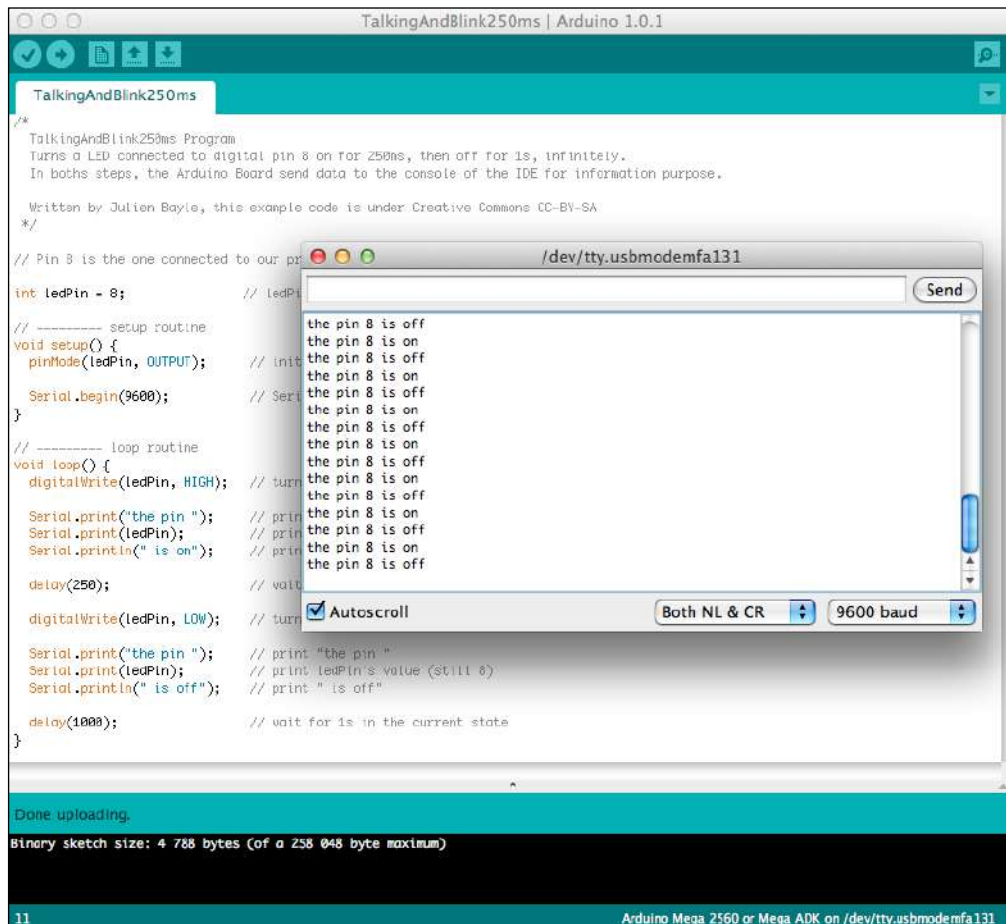 TalkingAndBlink250ms | Arduino 1.0.1
TalkingAndBlink250ms
/*
TalkingAndBlink250ms Program
Turns a LED connected to digital pin 8 on for 250ms, then off for 1s, infinitely.
In boths steps, the Arduino Board send data to the console of the IDE for information purpose.
Written by Julien Bayle, this example code is under Creative Commons CC-BY-SA
*/
// Pin 8 is the one connected to our pr
int ledPin = 8; // ledPi
// --------- setup routine
void setup() {
pinMode(ledPin, OUTPUT); // init
Serial.begin(9600); // Seri
}
// --------- loop routine
void loop() {
digitalWrite(ledPin, HIGH); // turn
Serial.print("the pin "); // prin
Serial.print(ledPin); // prin
Serial.println(" is on"); // prin
delay(250); // wait
digitalWrite(ledPin, LOW); // turn
Serial.print("the pin "); // print "the pin "
Serial.print(ledPin); // print ledPin's value (still 8)
Serial.println(" is off"); // print " is off"
delay(1000); // wait for 1s in the current state
}
/dev/tty.usbmodemfa131
Send
the pin 8 is off
the pin 8 is on
the pin 8 is off
the pin 8 is on
the pin 8 is off
the pin 8 is on
the pin 8 is off
the pin 8 is on
the pin 8 is off
the pin 8 is on
the pin 8 is off
the pin 8 is on
the pin 8 is off
the pin 8 is on
the pin 8 is off
Autoscroll
Both NL & CR
9600 baud
Done uploading.
Binary sketch size: 4 788 bytes (of a 258 048 byte maximum)
11
Arduino Mega 2560 or Mega ADK on /dev/tty.usbmodemfa131